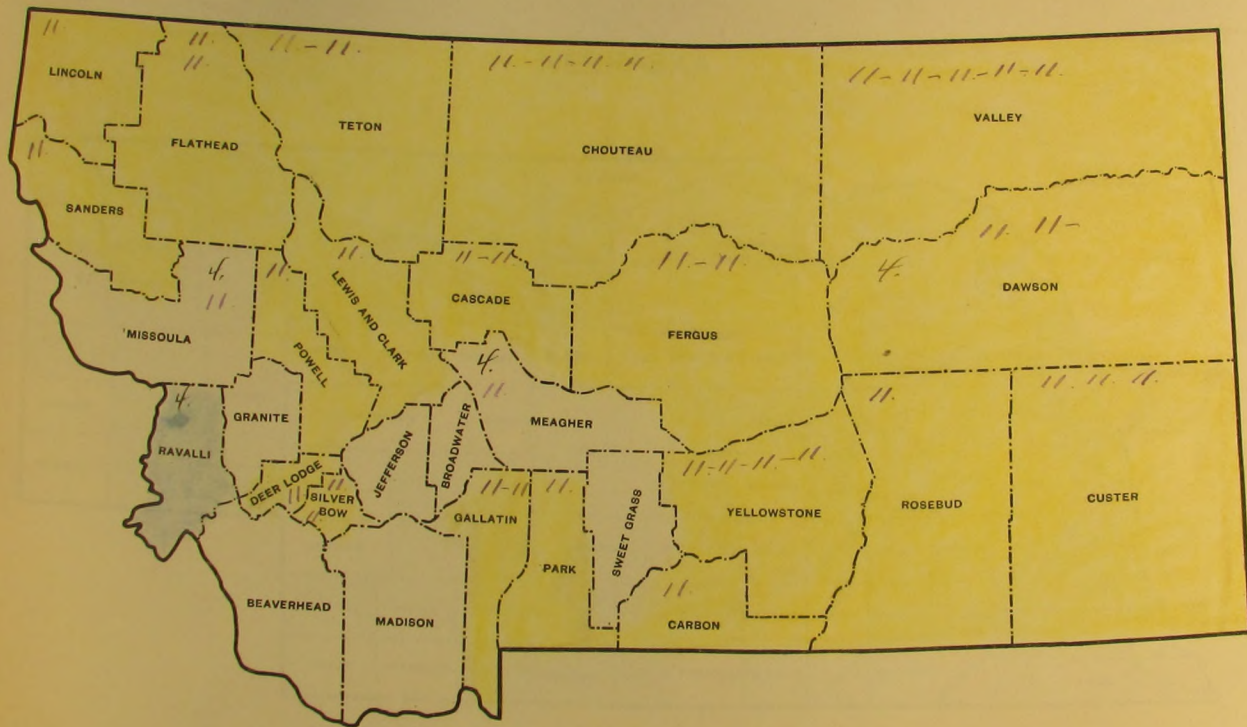 11. 11. 11-11. 11-11-11. 11. 11-11-11-11-11.
LINCOLN
11.
VALLEY
TETON
FLATHEAD
CHOUTEAU
11.
SANDERS
11. 11-
4. 11. 11. 11-11. 11-11. 4.
11.
LEWIS AND CLARK
CASCADE
DAWSON
MISSOULA
POWELL
FERGUS
4.
11.
4.
11.
11. 11. 11.
GRANITE
MEAGHER
RAVALLI
JEFFERSON
BROADWATER
11-11-11-11.
DEER LODGE
11.
11.
11-11
11.
SILVER
BOW
11.
GALLATIN
YELLOWSTONE
ROSEBUD
CUSTER
SWEET GRASS
PARK
11.
BEAVERHEAD
MADISON
CARBON